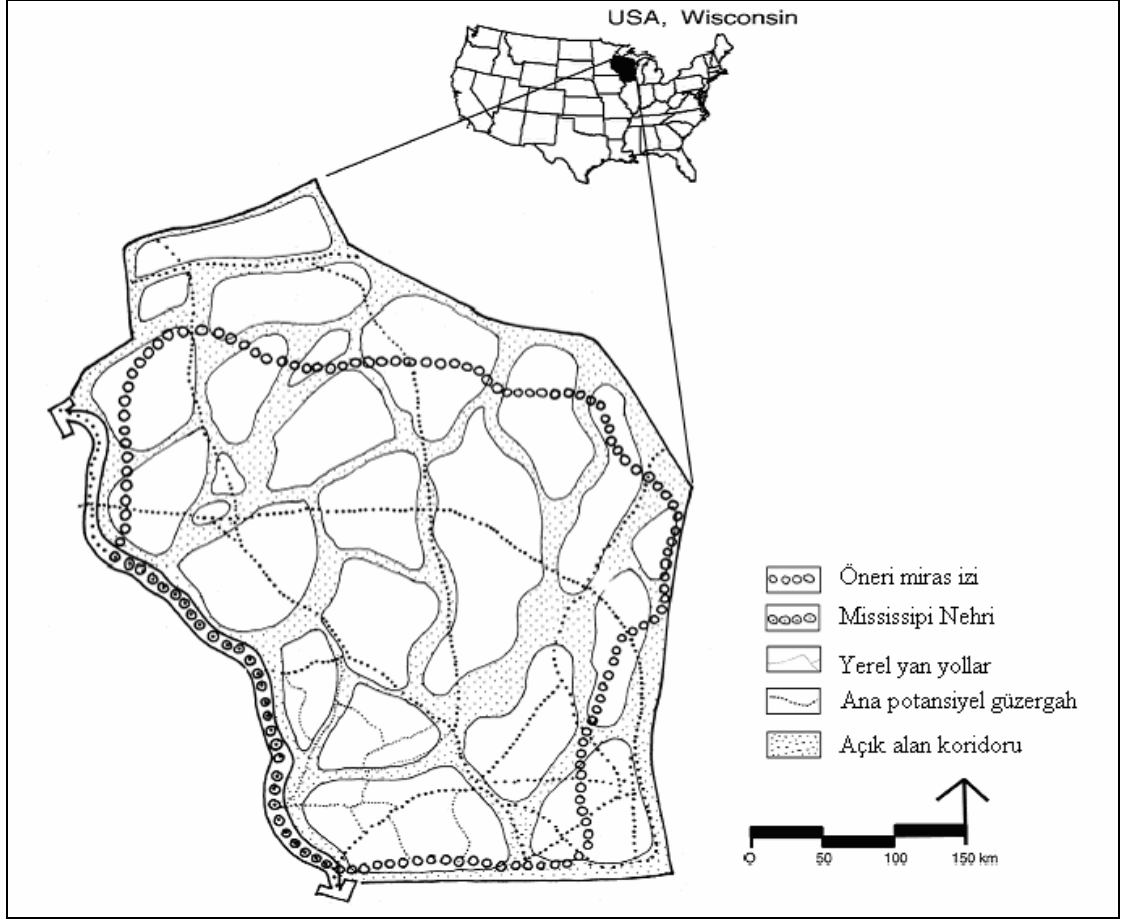 USA, Wisconsin
Öneri miras izi
Mississipi Nehri
Yerel yan yollar
Ana potansiyel güzergah
Açık alan koridoru
0 50 100 150 km